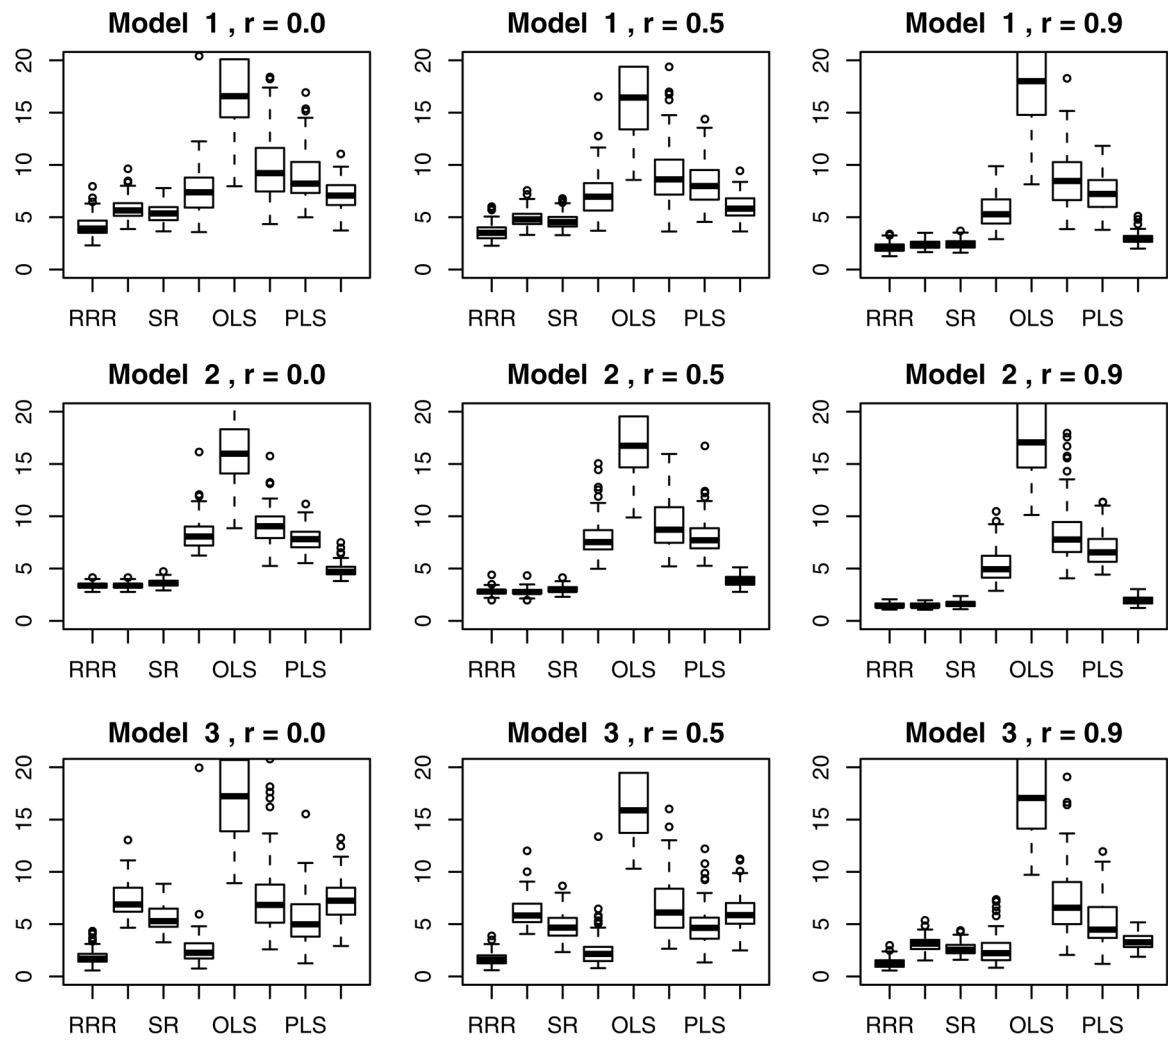 Model 1 , r = 0.0
Model 1 , r = 0.5
Model 1 , r = 0.9
20
15
10
5
0
RRR SR OLS PLS
20
15
10
5
0
RRR SR OLS PLS
20
15
10
5
0
RRR SR OLS PLS
Model 2 , r = 0.0
Model 2 , r = 0.5
Model 2 , r = 0.9
20
15
10
5
0
RRR SR OLS PLS
20
15
10
5
0
RRR SR OLS PLS
20
15
10
5
0
RRR SR OLS PLS
Model 3 , r = 0.0
Model 3 , r = 0.5
Model 3 , r = 0.9
20
15
10
5
0
RRR SR OLS PLS
20
15
10
5
0
RRR SR OLS PLS
20
15
10
5
0
RRR SR OLS PLS